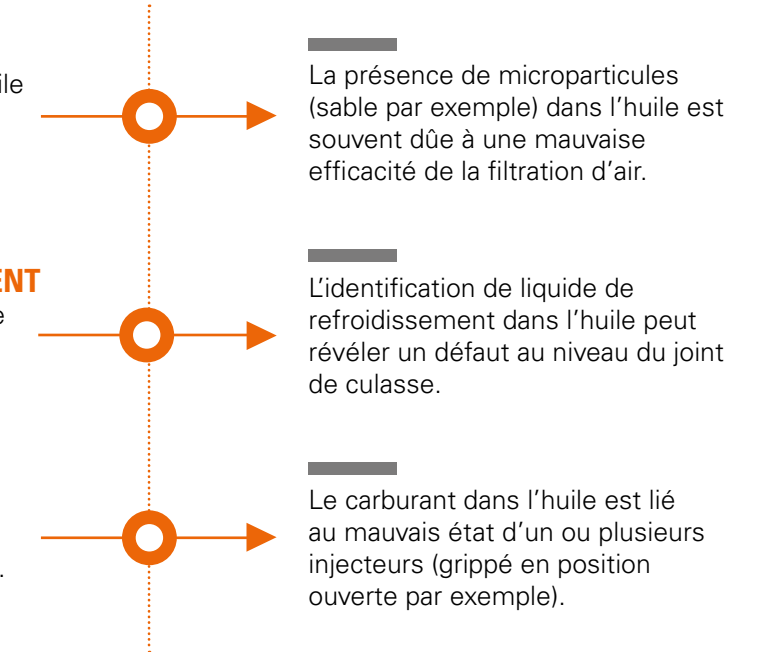 La présence de microparticules
(sable par exemple) dans l’huile est
souvent dûe à une mauvaise
efficacité de la filtration d’air.
L’identification de liquide de
refroidissement dans l’huile peut
révéler un défaut au niveau du joint
de culasse.
Le carburant dans l’huile est lié
au mauvais état d’un ou plusieurs
injecteurs (grippé en position
ouverte par exemple).